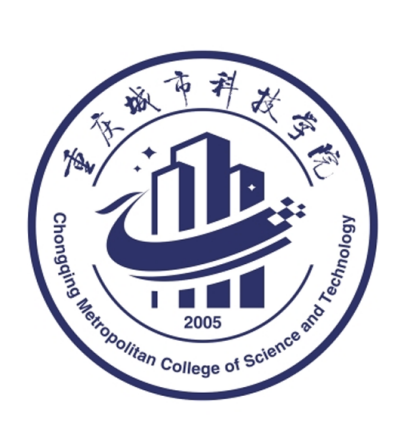 重庆城市科技学院
2005
Chongqing Metropolitan College of Science and Technology